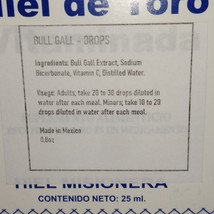 Hiel de Toro
BULL GALL - DROPS
Ingredients: Bull Gall Extract, Sodium
Bicarbonate, Vitamin C, Distilled Water.
Usage: Adults; take 20 to 30 drops diluted in
water after each meal. Minors; take 10 to 20
drops diluted in water after each meal.
Made in Mexico
0.8oz
HIEL MISIONERA
CONTENIDO NETO: 25 ml.